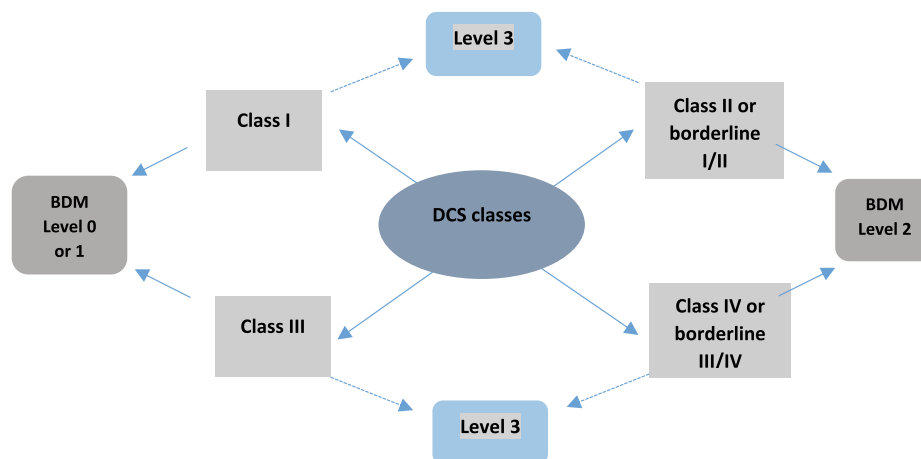 Level 3
Class I
Class II or
borderline
I/II
BDM
Level 0
or 1
DCS classes
BDM
Level 2
Class III
Class IV or
borderline
III/IV
Level 3